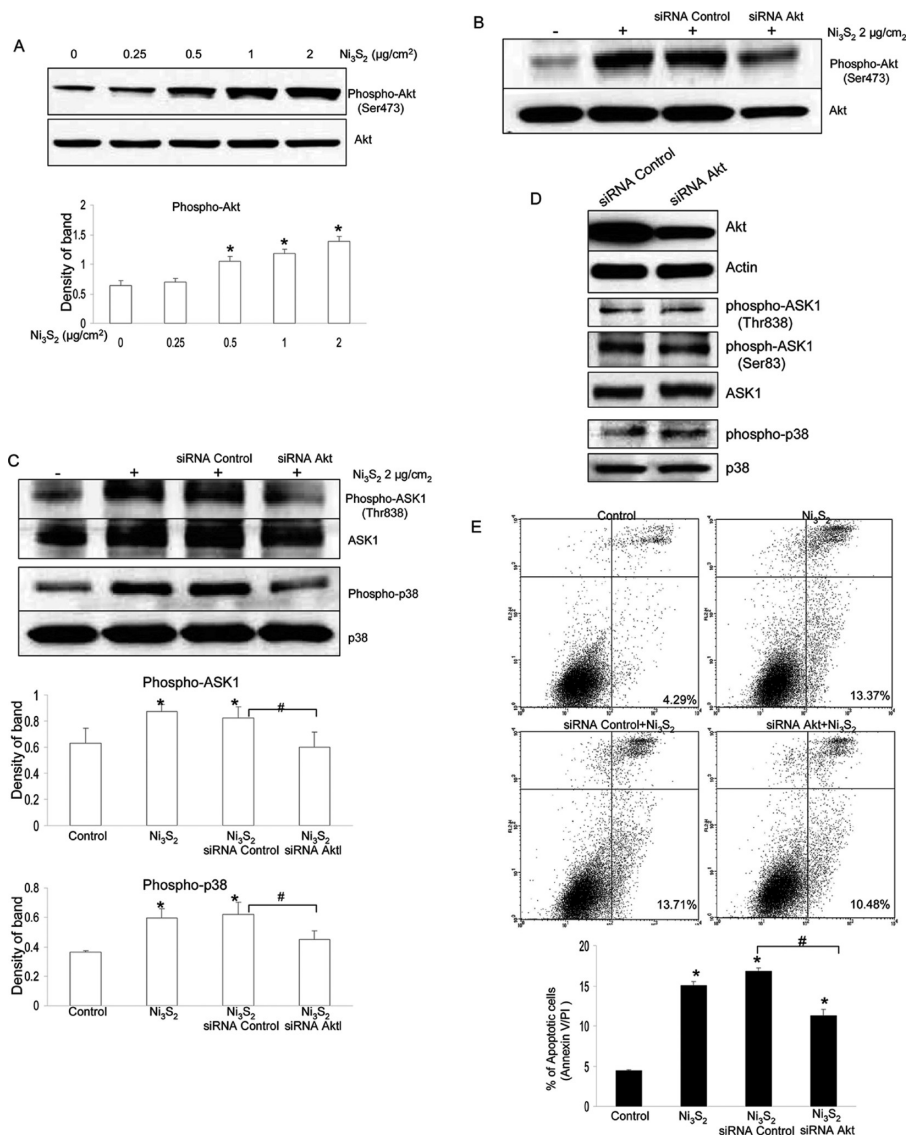 A
0 0.25 0.5 1 2 Ni₃S₂ (µg/cm²)
Phospho-Akt
(Ser473)
Akt
Phospho-Akt
Density of band
2
1.5
1
0.5
0
* * *
Ni₃S₂ (µg/cm²)
0 0.25 0.5 1 2
B
siRNA Control siRNA Akt
- + + + Ni₃S₂ 2 µg/cm₂
Phospho-Akt
(Ser473)
Akt
D
siRNA Control
siRNA Akt
Akt
Actin
phospho-ASK1
(Thr838)
phosph-ASK1
(Ser83)
ASK1
phospho-p38
p38
C
siRNA Control siRNA Akt
- + + + Ni₃S₂ 2 µg/cm₂
Phospho-ASK1
(Thr838)
ASK1
Phospho-p38
p38
Phospho-ASK1
Density of band
1
0.8
0.6
0.4
0.2
0
* * #
Control Ni₃S₂ Ni₃S₂ Ni₃S₂
siRNA Control siRNA Aktl
Phospho-p38
Density of band
0.8
0.6
0.4
0.2
0
* * #
Control Ni₃S₂ Ni₃S₂ Ni₃S₂
siRNA Control siRNA Aktl
E
Control
4.29%
Ni₃S₂
13.37%
siRNA Control+Ni₃S₂
13.71%
siRNA Akt+Ni₃S₂
10.48%
% of Apoptotic cells
(Annexin V/PI)
20
15
10
5
0
* * # *
Control Ni₃S₂ Ni₃S₂ Ni₃S₂
siRNA Control siRNA Akt